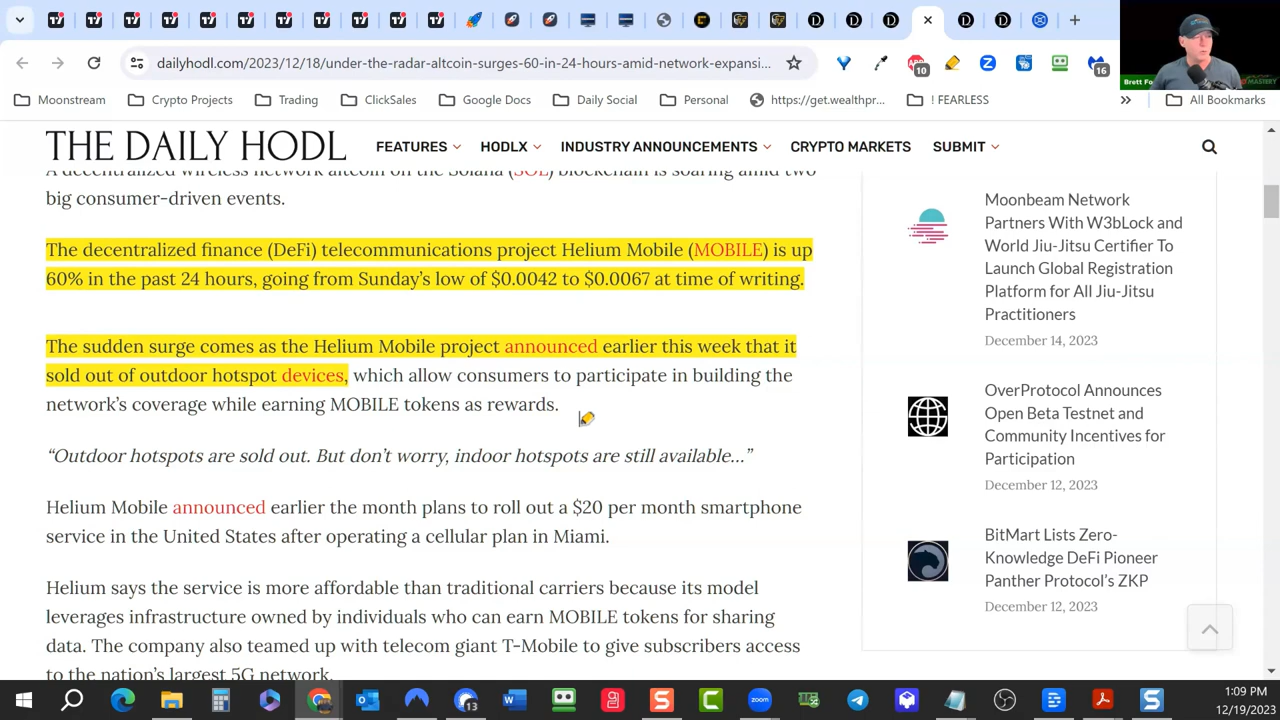 dailyhodl.com/2023/12/18/under-the-radar-altcoin-surges-60-in-24-hours-amid-network-expansi...
10
16
Brett Fo
MASTERY
Moonstream
Crypto Projects
Trading
ClickSales
Google Docs
Daily Social
Personal
https://get.wealthpr...
! FEARLESS
»
All Bookmarks
THE DAILY HODL
FEATURES
HODLX
INDUSTRY ANNOUNCEMENTS
CRYPTO MARKETS
SUBMIT
A decentralized wireless network altcoin on the Solana (SOL) blockchain is soaring amid two
big consumer-driven events.
The decentralized finance (DeFi) telecommunications project Helium Mobile (MOBILE) is up
60% in the past 24 hours, going from Sunday's low of $0.0042 to $0.0067 at time of writing.
The sudden surge comes as the Helium Mobile project announced earlier this week that it
sold out of outdoor hotspot devices, which allow consumers to participate in building the
network's coverage while earning MOBILE tokens as rewards.
“Outdoor hotspots are sold out. But don't worry, indoor hotspots are still available…”
Helium Mobile announced earlier the month plans to roll out a $20 per month smartphone
service in the United States after operating a cellular plan in Miami.
Helium says the service is more affordable than traditional carriers because its model
leverages infrastructure owned by individuals who can earn MOBILE tokens for sharing
data. The company also teamed up with telecom giant T-Mobile to give subscribers access
to the nation's largest 5G network.
Moonbeam Network
Partners With W3bLock and
World Jiu-Jitsu Certifier To
Launch Global Registration
Platform for All Jiu-Jitsu
Practitioners
December 14, 2023
OverProtocol Announces
Open Beta Testnet and
Community Incentives for
Participation
December 12, 2023
BitMart Lists Zero-
Knowledge DeFi Pioneer
Panther Protocol's ZKP
December 12, 2023
13
zoom
1:09 PM
12/19/2023